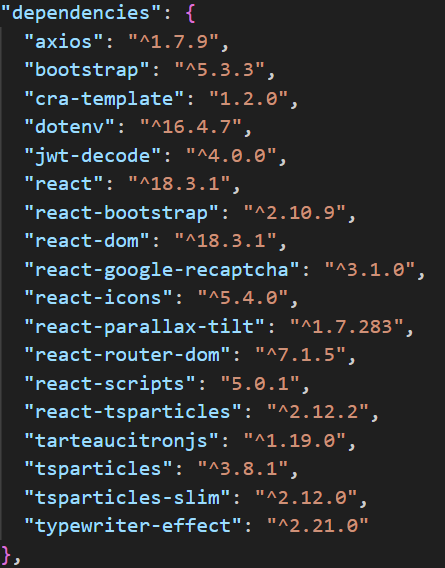 "dependencies": {
"axios": "^1.7.9",
"bootstrap": "^5.3.3",
"cra-template": "1.2.0",
"dotenv": "^16.4.7",
"jwt-decode": "^4.0.0",
"react": "^18.3.1",
"react-bootstrap": "^2.10.9",
"react-dom": "^18.3.1",
"react-google-recaptcha": "^3.1.0",
"react-icons": "^5.4.0",
"react-parallax-tilt": "^1.7.283",
"react-router-dom": "^7.1.5",
"react-scripts": "5.0.1",
"react-tsparticles": "^2.12.2",
"tarteaucitronjs": "^1.19.0",
"tsparticles": "^3.8.1",
"tsparticles-slim": "^2.12.0",
"typewriter-effect": "^2.21.0"
},